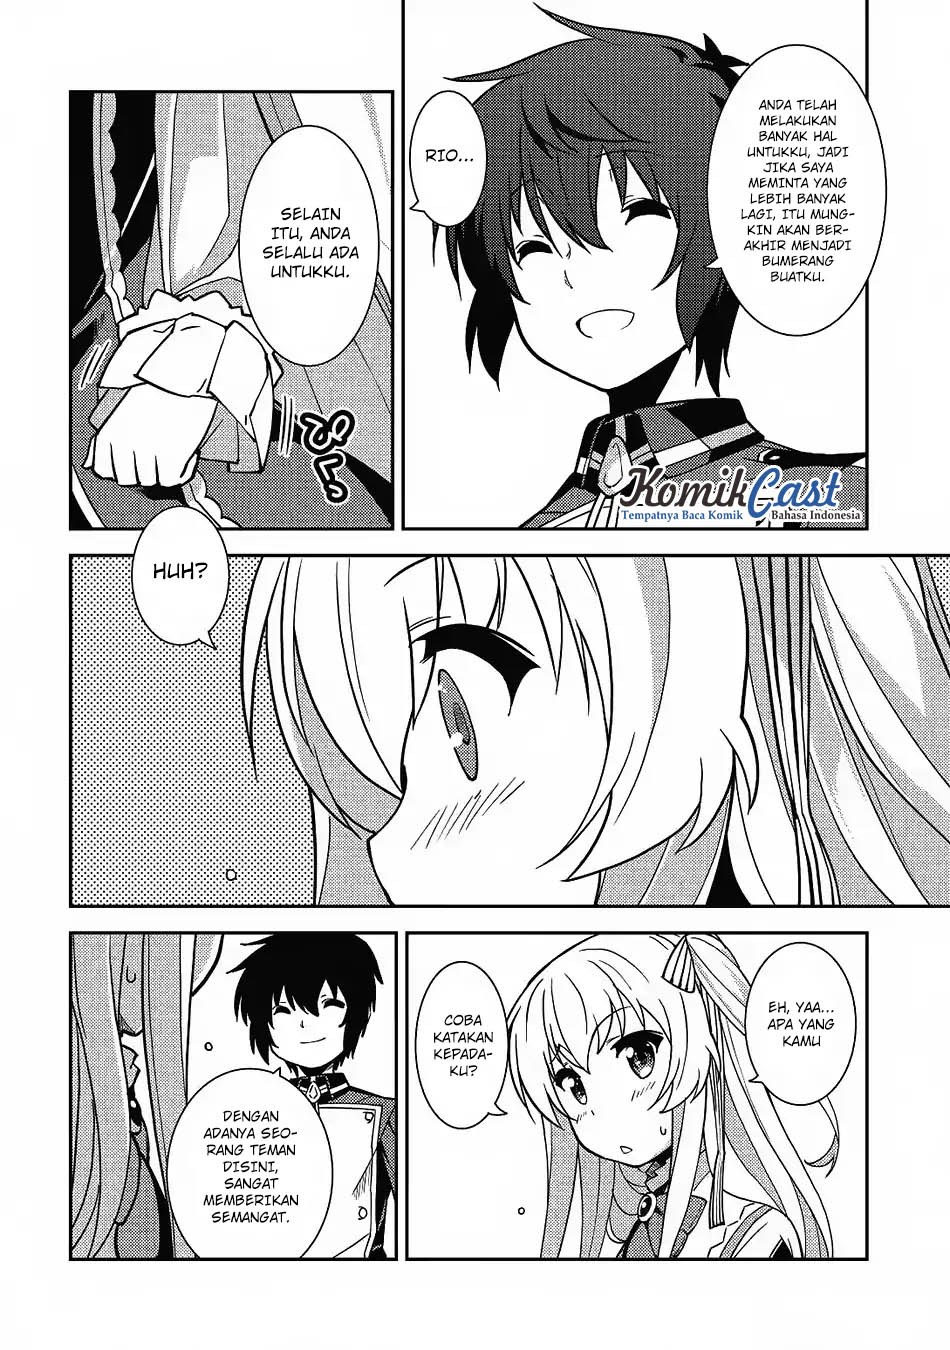 ANDA TELAH
MELAKUKAN
BANYAK HAL
UNTUKKU, JADI
JIKA SAYA
MEMINTA YANG
LEBIH BANYAK
LAGI, ITU MUNG-
KIN AKAN BER-
AKHIR MENJADI
BUMERANG
BUATKU.
RIO...
SELAIN
ITU, ANDA
SELALU ADA
UNTUKKU.
KomikCast
Tempatnya Baca Komik Bahasa Indonesia
HUH?
EH, YAA...
APA YANG
KAMU
COBA
KATAKAN
KEPADA-
KU?
DENGAN
ADANYA SEO-
RANG TEMAN
DISINI,
SANGAT
MEMBERIKAN
SEMANGAT.